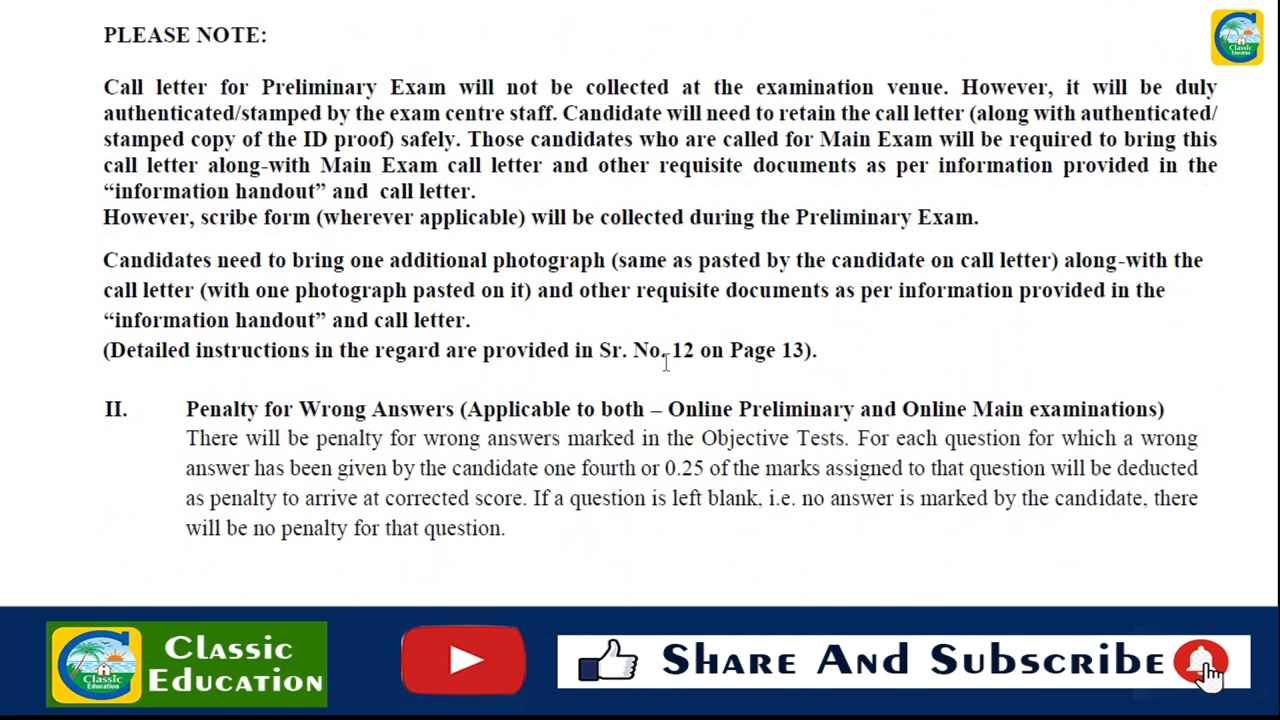 PLEASE NOTE:
Classic
Education
Call letter for Preliminary Exam will not be collected at the examination venue. However, it will be duly
authenticated/stamped by the exam centre staff. Candidate will need to retain the call letter (along with authenticated/
stamped copy of the ID proof) safely. Those candidates who are called for Main Exam will be required to bring this
call letter along-with Main Exam call letter and other requisite documents as per information provided in the
“information handout” and call letter.
However, scribe form (wherever applicable) will be collected during the Preliminary Exam.
Candidates need to bring one additional photograph (same as pasted by the candidate on call letter) along-with the
call letter (with one photograph pasted on it) and other requisite documents as per information provided in the
“information handout” and call letter.
(Detailed instructions in the regard are provided in Sr. No. 12 on Page 13).
II. Penalty for Wrong Answers (Applicable to both – Online Preliminary and Online Main examinations)
There will be penalty for wrong answers marked in the Objective Tests. For each question for which a wrong
answer has been given by the candidate one fourth or 0.25 of the marks assigned to that question will be deducted
as penalty to arrive at corrected score. If a question is left blank, i.e. no answer is marked by the candidate, there
will be no penalty for that question.
Classic
Education
Classic
Education
Share And Subscribe